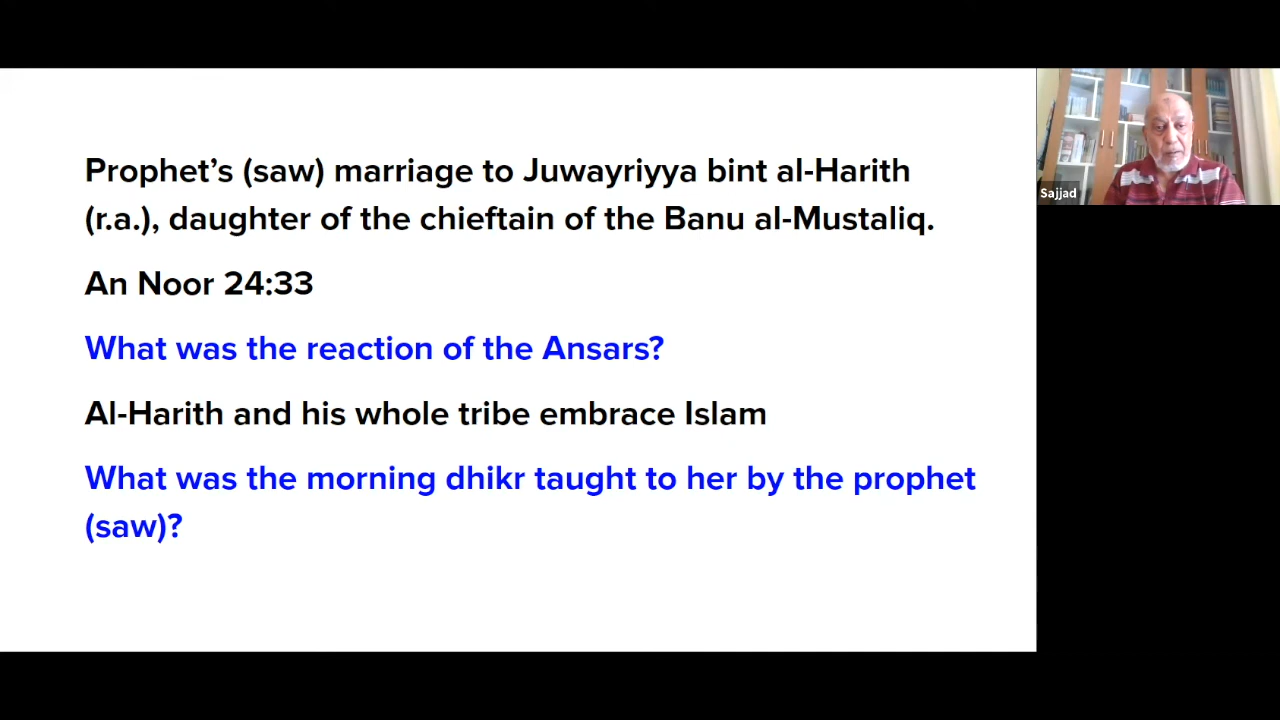 Prophet’s (saw) marriage to Juwayriyya bint al-Harith
(r.a.), daughter of the chieftain of the Banu al-Mustaliq.
An Noor 24:33
What was the reaction of the Ansars?
Al-Harith and his whole tribe embrace Islam
What was the morning dhikr taught to her by the prophet
(saw)?
Sajjad